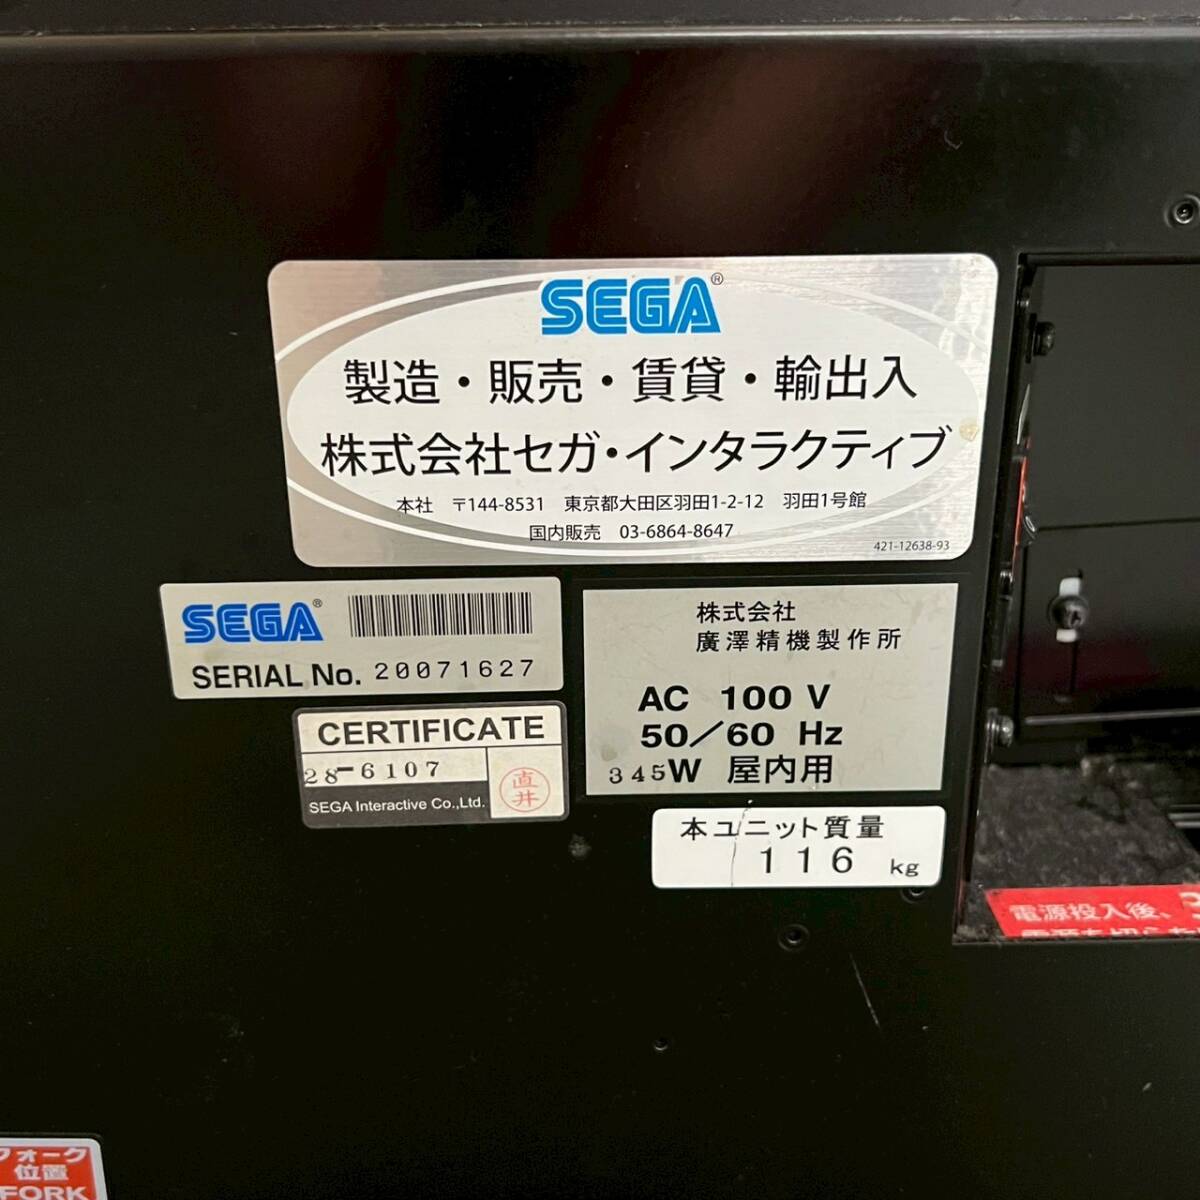 SEGA®
製造・販売・賃貸・輸出入
株式会社セガ・インタラクティブ
本社 〒144-8531 東京都大田区羽田1-2-12 羽田1号館
国内販売 03-6864-8647
421-12638-93
SEGA®
SERIAL No. 20071627
CERTIFICATE
28-6107
直井
SEGA Interactive Co.,Ltd.
株式会社
廣澤精機製作所
AC 100 V
50/60 Hz
345W 屋内用
本ユニット質量
116 kg
電源投入後、
フォーク
位置
FORK